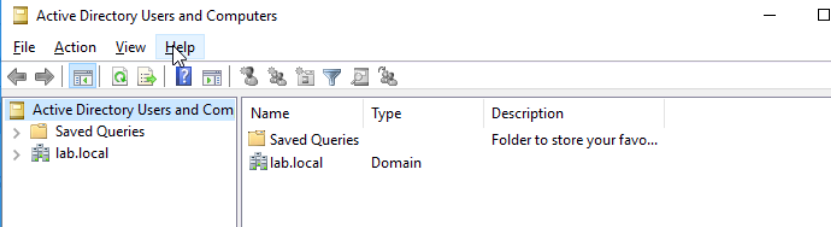 Active Directory Users and Computers
File Action View Help
Active Directory Users and Com
Saved Queries
lab.local
Name Type Description
Saved Queries Folder to store your favo...
lab.local Domain